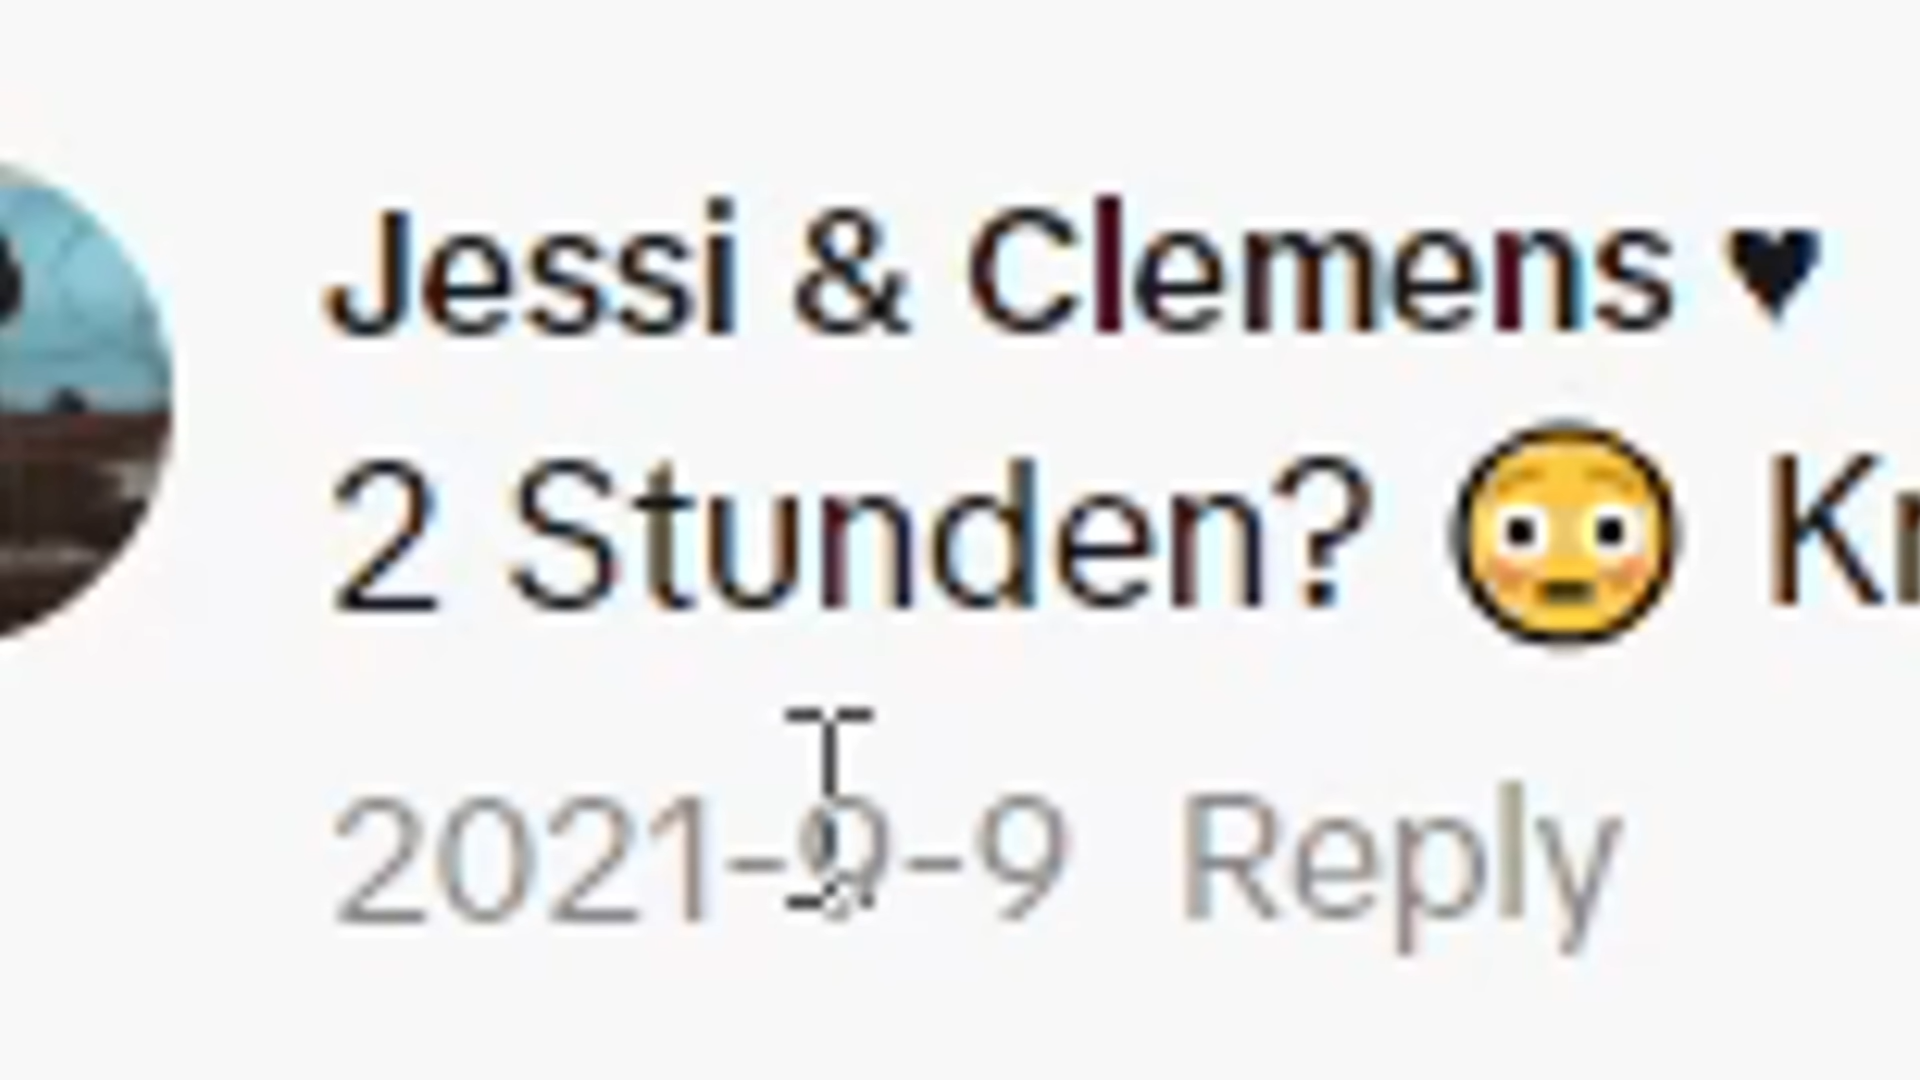 Jessi & Clemens ♥
2 Stunden? 😳
2021-9-9 Reply